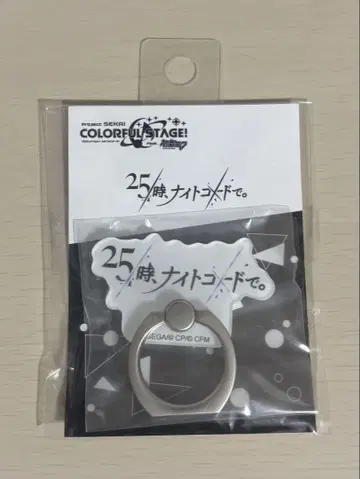 PROJECT SEKAI
COLORFUL STAGE!
feat.
25時、ナイトコードで。
25時、ナイトコードで。
SEGA/© CP/© CFM